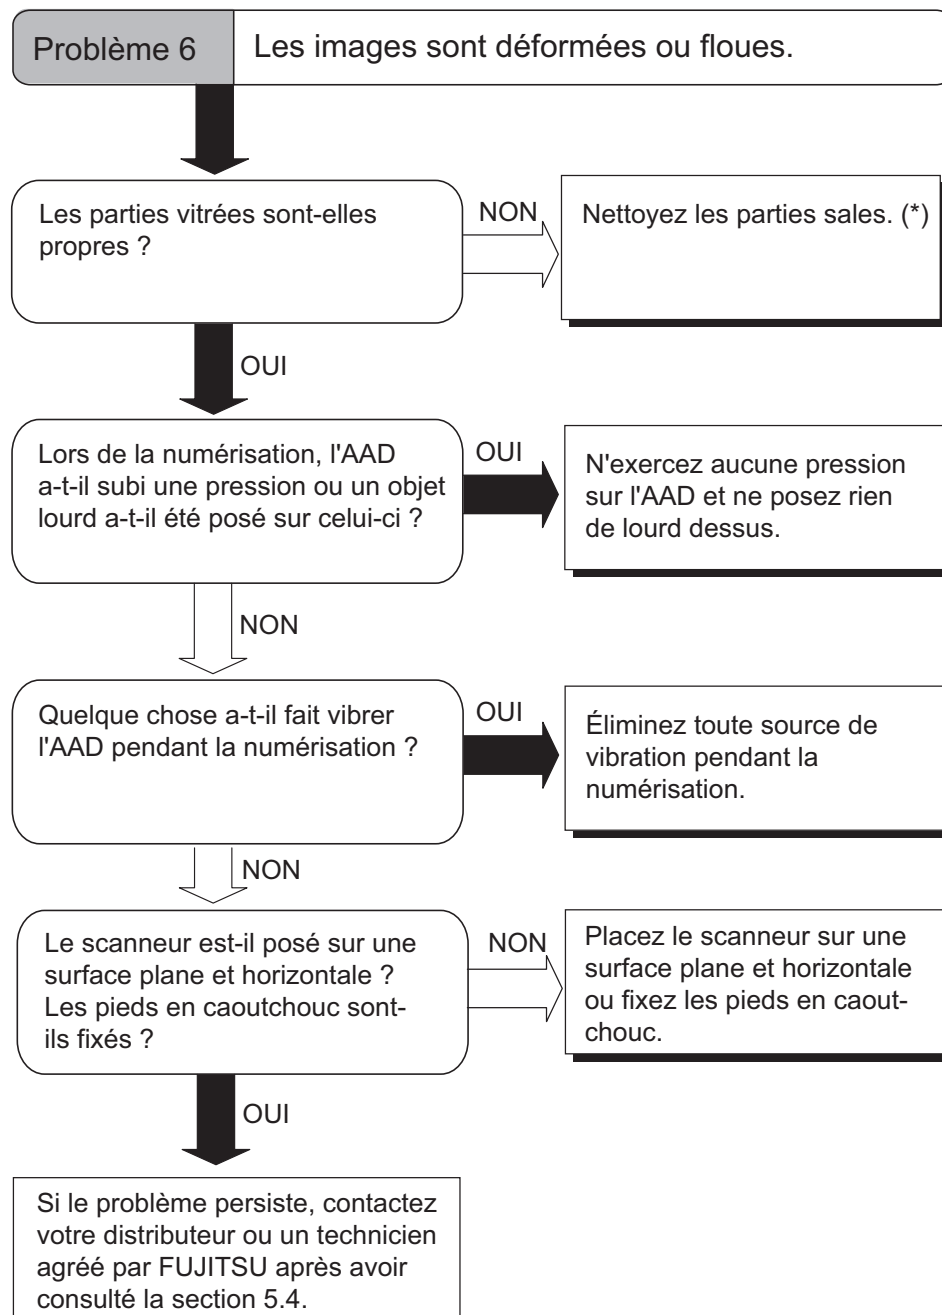 Problème 6
Les images sont déformées ou floues.
Les parties vitrées sont-elles
propres ?
NON
Nettoyez les parties sales. (*)
OUI
Lors de la numérisation, l'AAD
a-t-il subi une pression ou un objet
lourd a-t-il été posé sur celui-ci ?
OUI
N'exercez aucune pression
sur l'AAD et ne posez rien
de lourd dessus.
NON
Quelque chose a-t-il fait vibrer
l'AAD pendant la numérisation ?
OUI
Éliminez toute source de
vibration pendant la
numérisation.
NON
Le scanneur est-il posé sur une
surface plane et horizontale ?
Les pieds en caoutchouc sont-
ils fixés ?
NON
Placez le scanneur sur une
surface plane et horizontale
ou fixez les pieds en caout-
chouc.
OUI
Si le problème persiste, contactez
votre distributeur ou un technicien
agréé par FUJITSU après avoir
consulté la section 5.4.